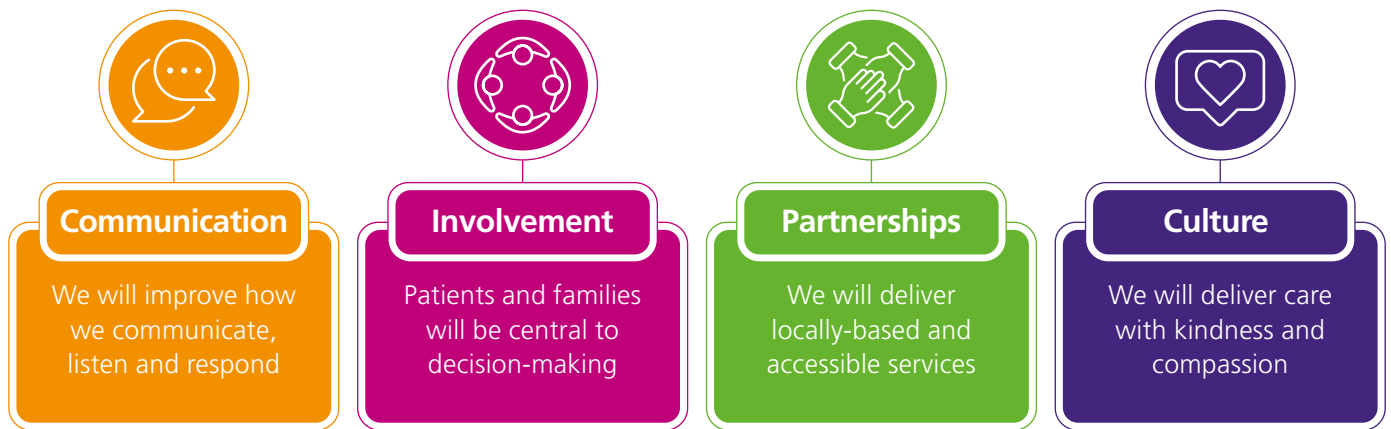 Communication
We will improve how
we communicate,
listen and respond
Involvement
Patients and families
will be central to
decision-making
Partnerships
We will deliver
locally-based and
accessible services
Culture
We will deliver care
with kindness and
compassion